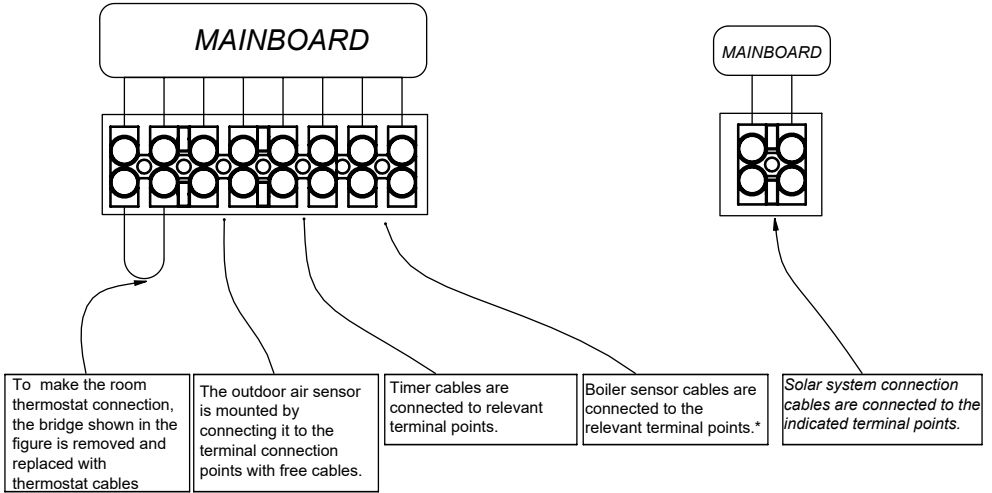 MAINBOARD
MAINBOARD
To make the room
thermostat connection,
the bridge shown in the
figure is removed and
replaced with
thermostat cables
The outdoor air sensor
is mounted by
connecting it to the
terminal connection
points with free cables.
Timer cables are
connected to relevant
terminal points.
Boiler sensor cables are
connected to the
relevant terminal points.*
Solar system connection
cables are connected to the
indicated terminal points.